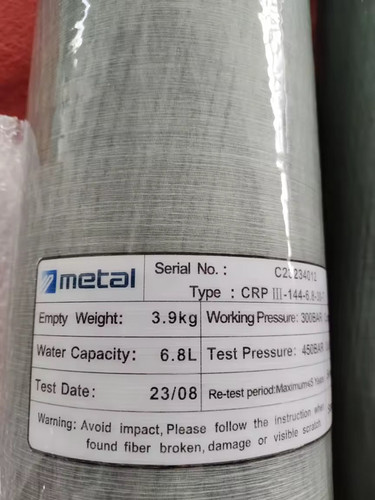 metal
Serial No. :
Type : CRP III-144-6.8-
Empty Weight: 3.9kg Working Pressure: 300BAR
Water Capacity: 6.8L Test Pressure: 450BAR
Test Date: 23/08 Re-test period:Maximum
Warning: Avoid impact, Please follow the instruction when
found fiber broken, damage or visible scratch